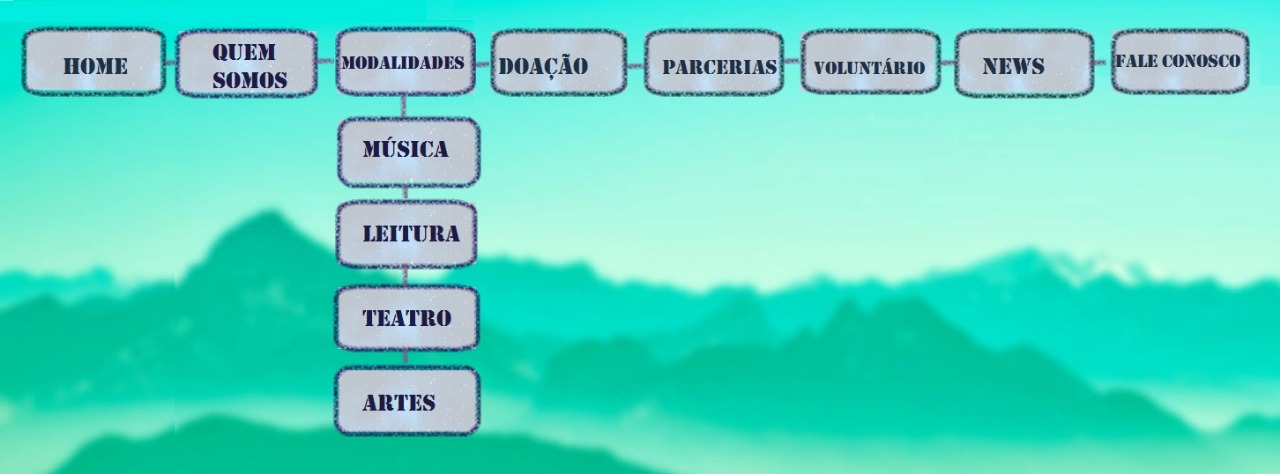 HOME
QUEM
SOMOS
MODALIDADES
DOAÇÃO
PARCERIAS
VOLUNTÁRIO
NEWS
FALE CONOSCO
MÚSICA
LEITURA
TEATRO
ARTES